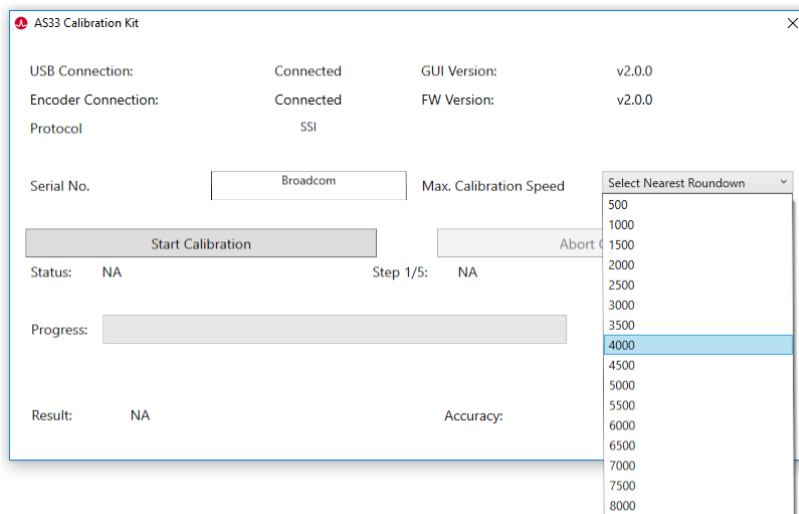 AS33 Calibration Kit
USB Connection: Connected GUI Version: v2.0.0
Encoder Connection: Connected FW Version: v2.0.0
Protocol SSI
Serial No. Broadcom Max. Calibration Speed Select Nearest Roundown
500
1000
Start Calibration Abort
1500
Status: NA Step 1/5: NA
2000
2500
3000
Progress:
3500
4000
4500
5000
5500
Result: NA Accuracy:
6000
6500
7000
7500
8000